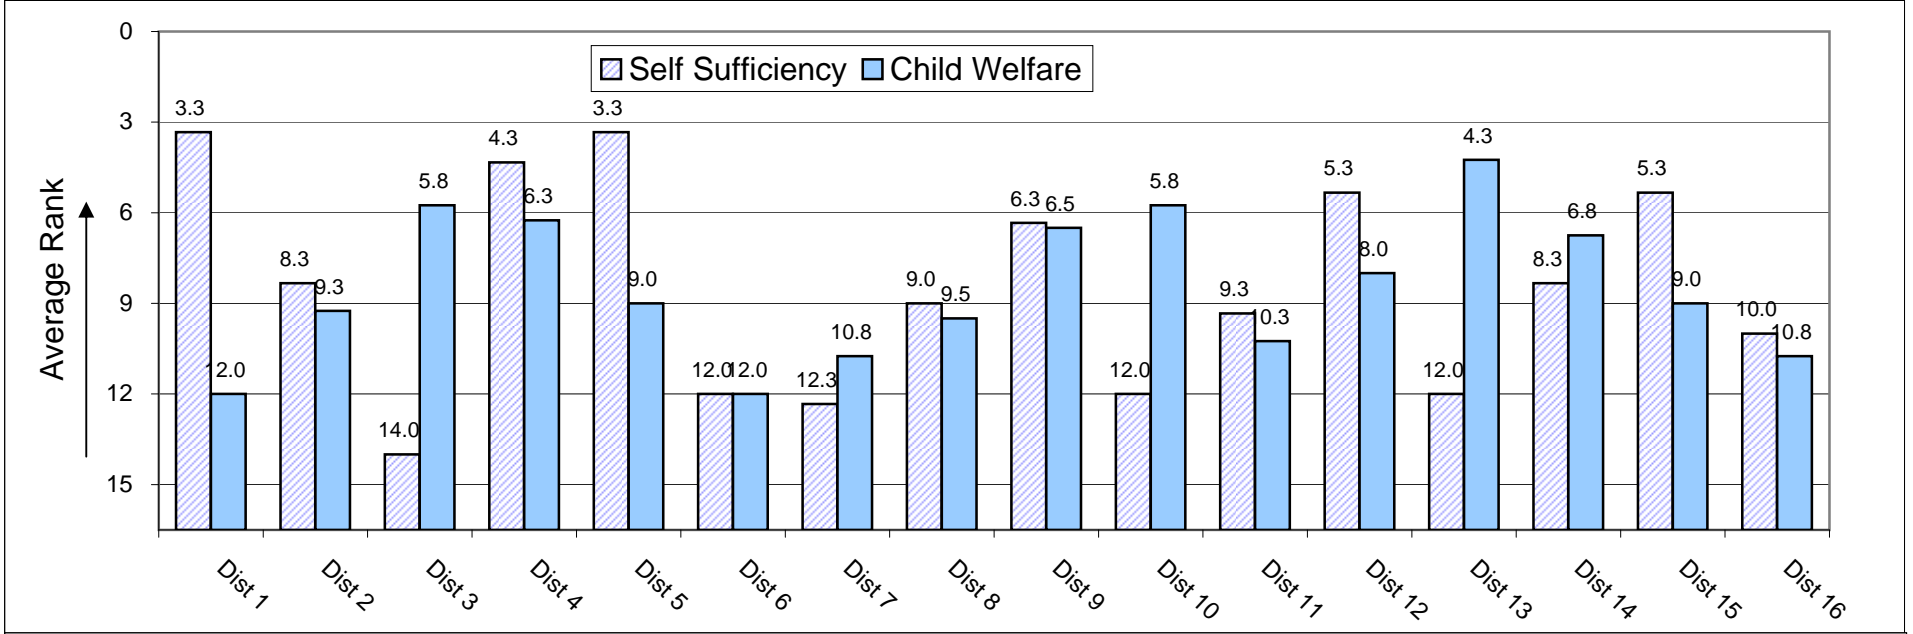 0
Self Sufficiency Child Welfare
3.3 3.3
3
4.3 4.3
5.8 6.3 5.8 5.3 5.3
6
6.3 6.5 6.8
8.3 9.3 9.0 8.0 8.3 9.0
9
9.0 9.5 9.3 10.3 10.0 10.8
10.8
12.0 12.0 12.0 12.3 12.0 12.0
12
14.0
15
Average Rank
Dist 1 Dist 2 Dist 3 Dist 4 Dist 5 Dist 6 Dist 7 Dist 8 Dist 9 Dist 10 Dist 11 Dist 12 Dist 13 Dist 14 Dist 15 Dist 16